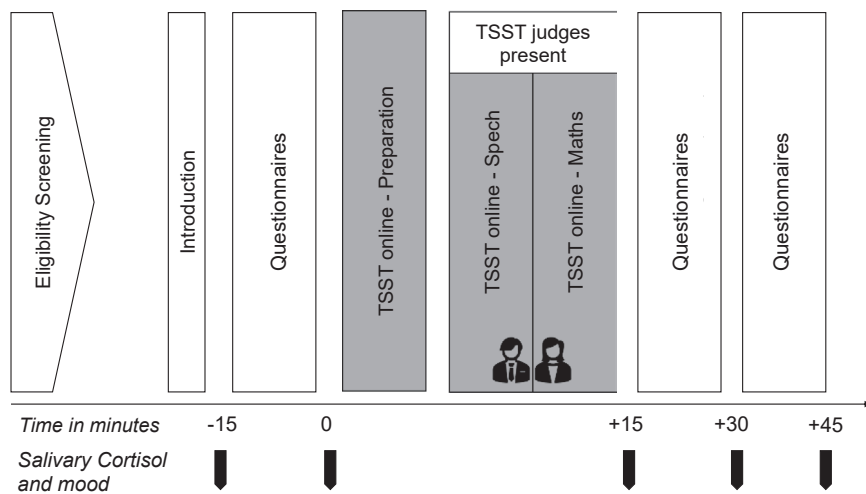 Eligibility Screening
Introduction
Questionnaires
TSST online - Preparation
TSST judges
present
TSST online - Spech
TSST online - Maths
Questionnaires
Questionnaires
Time in minutes -15 0 +15 +30 +45
Salivary Cortisol
and mood